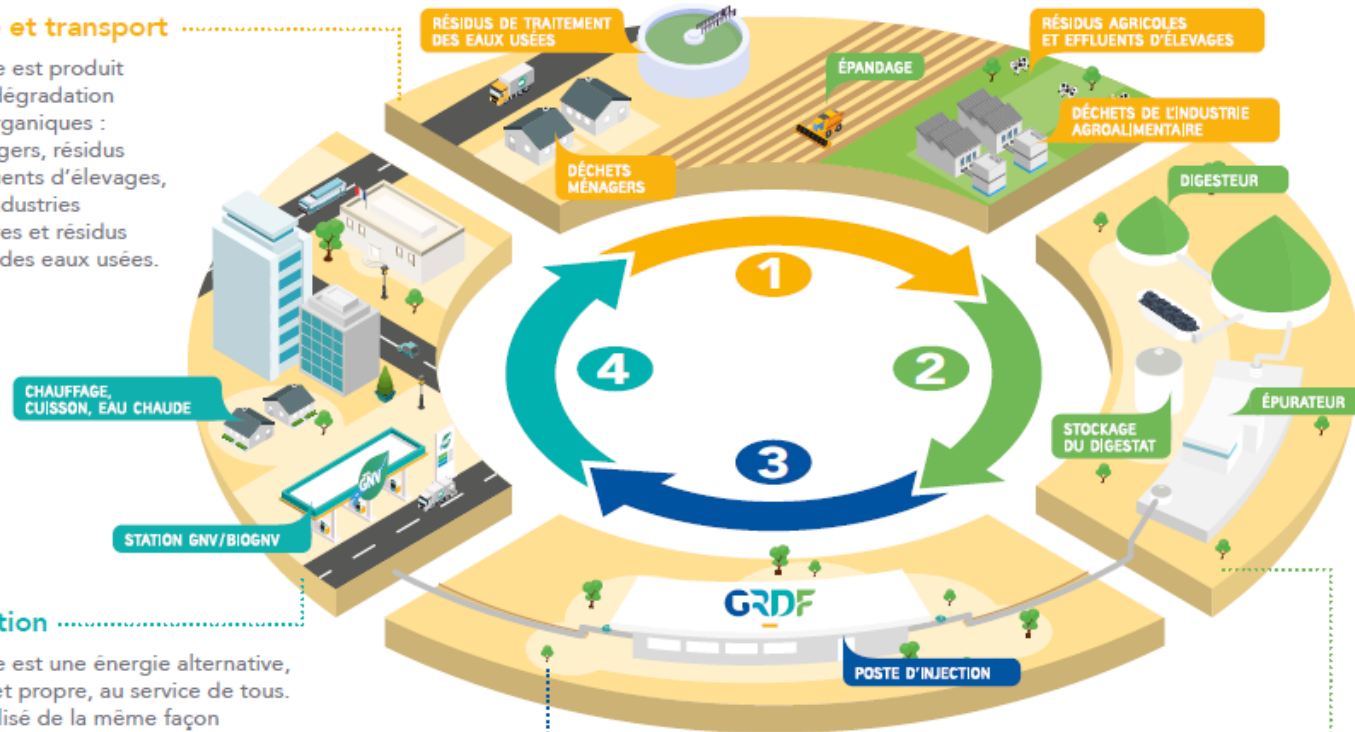 et transport
e est produit
dégradation
rganiques :
gers, résidus
uents d'élevages,
ndustries
es et résidus
des eaux usées.
RÉSIDUS DE TRAITEMENT
DES EAUX USÉES
RÉSIDUS AGRICOLES
ET EFFLUENTS D'ÉLEVAGES
ÉPANDAGE
DÉCHETS DE L'INDUSTRIE
AGROALIMENTAIRE
DÉCHETS
MÉNAGERS
DIGESTEUR
1
2
4
3
CHAUFFAGE,
CUISSON, EAU CHAUDE
ÉPURATEUR
STOCKAGE
DU DIGESTAT
GNV
STATION GNV/BIOGNV
GRDF
POSTE D'INJECTION
tion
e est une énergie alternative,
et propre, au service de tous.
lisé de la même façon